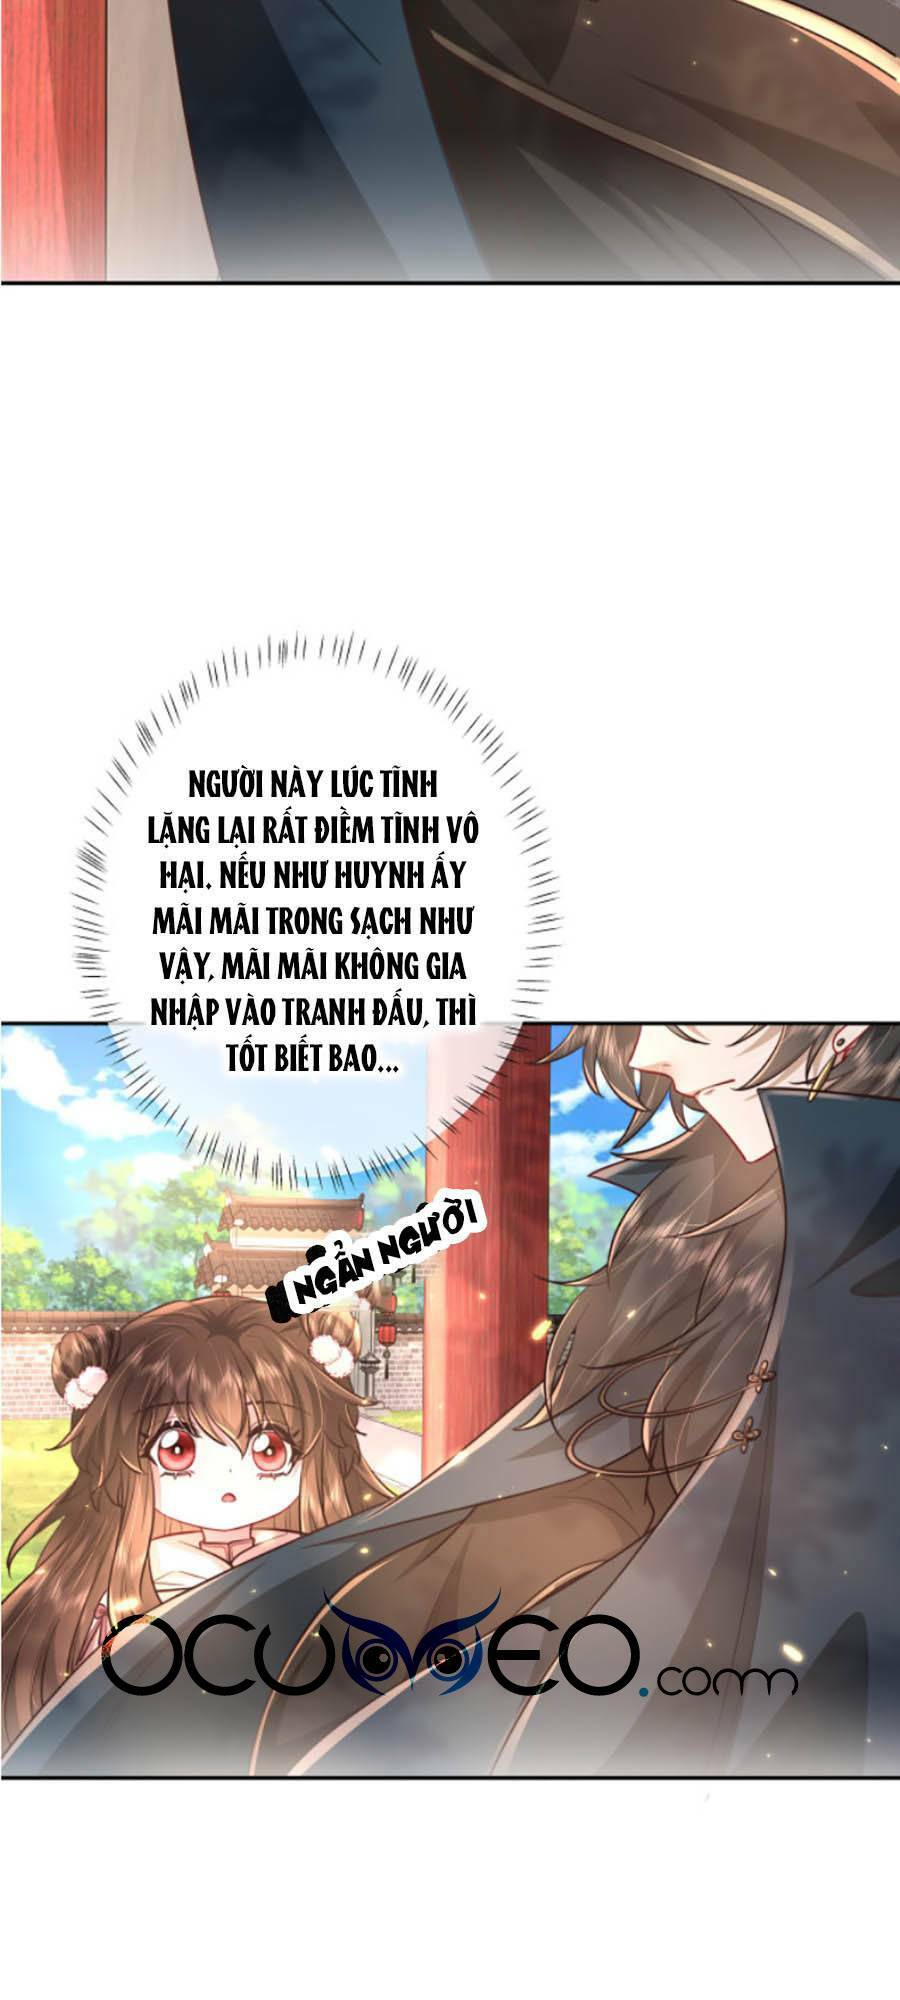 NGƯỜI NÀY LÚC TĨNH
LẶNG LẠI RẤT ĐIỀM TĨNH VÔ
HẠI. NẾU NHƯ HUYNH ẤY
MÃI MÃI TRONG SẠCH NHƯ
VẬY, MÃI MÃI KHÔNG GIA
NHẬP VÀO TRANH ĐẤU, THÌ
TỐT BIẾT BAO...
NGẨN NGƯỜI
OCUMEO.comm